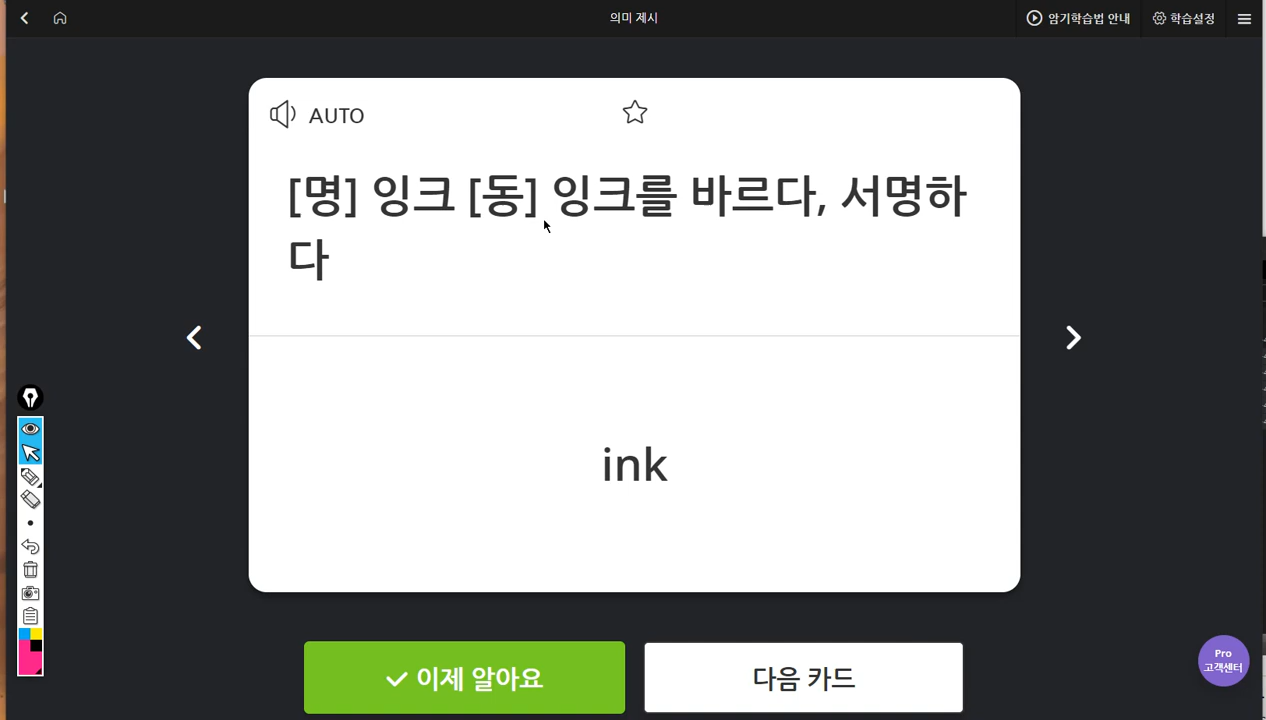 의미 제시
암기학습법 안내
학습설정
AUTO
[명] 잉크 [동] 잉크를 바르다, 서명하
다
ink
이제 알아요
다음 카드
Pro
고객센터